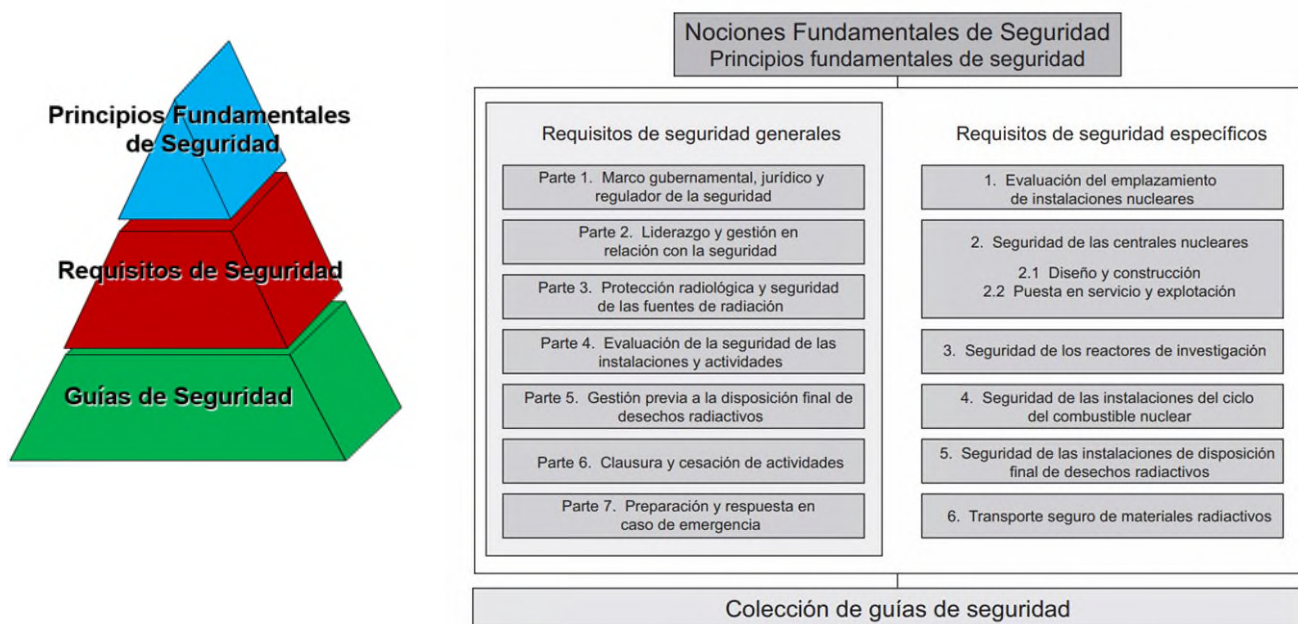 Principios Fundamentales
de Seguridad
Requisitos de Seguridad
Guías de Seguridad
Nociones Fundamentales de Seguridad
Principios fundamentales de seguridad
Requisitos de seguridad generales
Parte 1. Marco gubernamental, jurídico y
regulador de la seguridad
Parte 2. Liderazgo y gestión en
relación con la seguridad
Parte 3. Protección radiológica y seguridad
de las fuentes de radiación
Parte 4. Evaluación de la seguridad de las
instalaciones y actividades
Parte 5. Gestión previa a la disposición final de
desechos radiactivos
Parte 6. Clausura y cesación de actividades
Parte 7. Preparación y respuesta en
caso de emergencia
Requisitos de seguridad específicos
1. Evaluación del emplazamiento
de instalaciones nucleares
2. Seguridad de las centrales nucleares
2.1 Diseño y construcción
2.2 Puesta en servicio y explotación
3. Seguridad de los reactores de investigación
4. Seguridad de las instalaciones del ciclo
del combustible nuclear
5. Seguridad de las instalaciones de disposición
final de desechos radiactivos
6. Transporte seguro de materiales radiactivos
Colección de guías de seguridad